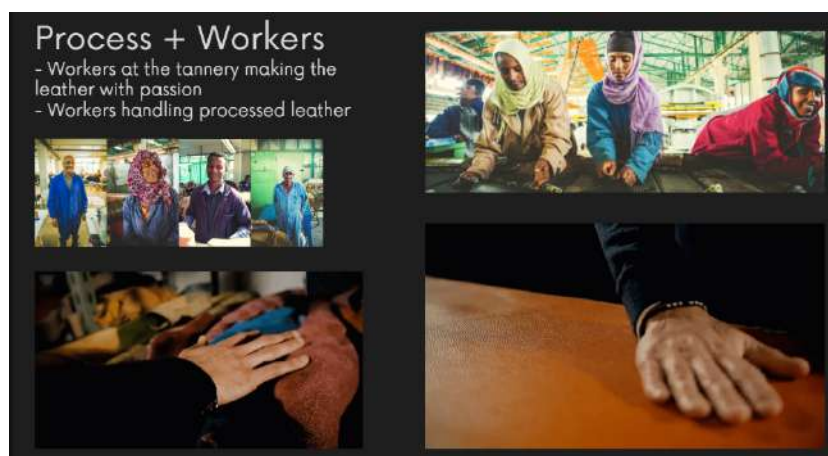 Process + Workers
- Workers at the tannery making the
leather with passion
- Workers handling processed leather